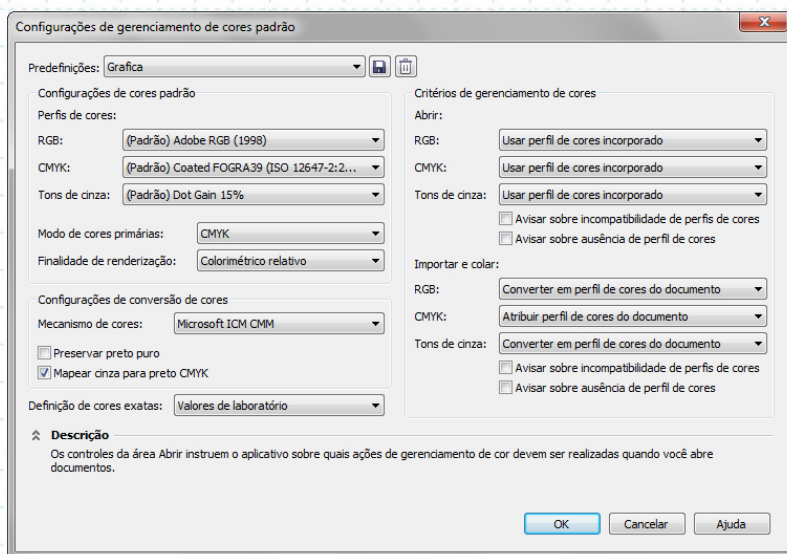 Configurações de gerenciamento de cores padrão
Predefinições: Grafica
Configurações de cores padrão
Perfis de cores:
RGB: (Padrão) Adobe RGB (1998)
CMYK: (Padrão) Coated FOGRA39 (ISO 12647-2:2...
Tons de cinza: (Padrão) Dot Gain 15%
Modo de cores primárias: CMYK
Finalidade de renderização: Colorimétrico relativo
Configurações de conversão de cores
Mecanismo de cores: Microsoft ICM CMM
Preservar preto puro
Mapear cinza para preto CMYK
Definição de cores exatas: Valores de laboratório
Critérios de gerenciamento de cores
Abrir:
RGB: Usar perfil de cores incorporado
CMYK: Usar perfil de cores incorporado
Tons de cinza: Usar perfil de cores incorporado
Avisar sobre incompatibilidade de perfis de cores
Avisar sobre ausência de perfil de cores
Importar e colar:
RGB: Converter em perfil de cores do documento
CMYK: Atribuir perfil de cores do documento
Tons de cinza: Converter em perfil de cores do documento
Avisar sobre incompatibilidade de perfis de cores
Avisar sobre ausência de perfil de cores
Descrição
Os controles da área Abrir instruem o aplicativo sobre quais ações de gerenciamento de cor devem ser realizadas quando você abre
documentos.
OK Cancelar Ajuda